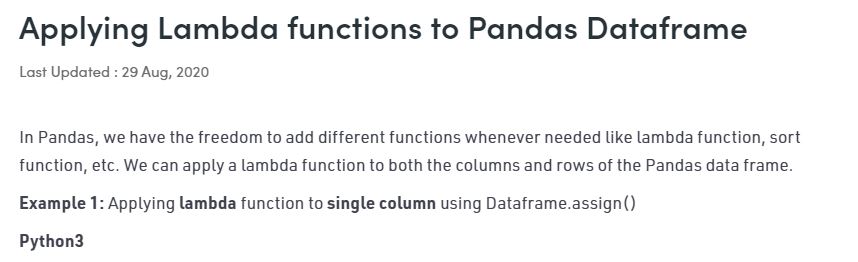 Applying Lambda functions to Pandas Dataframe
Last Updated : 29 Aug, 2020
In Pandas, we have the freedom to add different functions whenever needed like lambda function, sort
function, etc. We can apply a lambda function to both the columns and rows of the Pandas data frame.
Example 1: Applying lambda function to single column using Dataframe.assign()
Python3